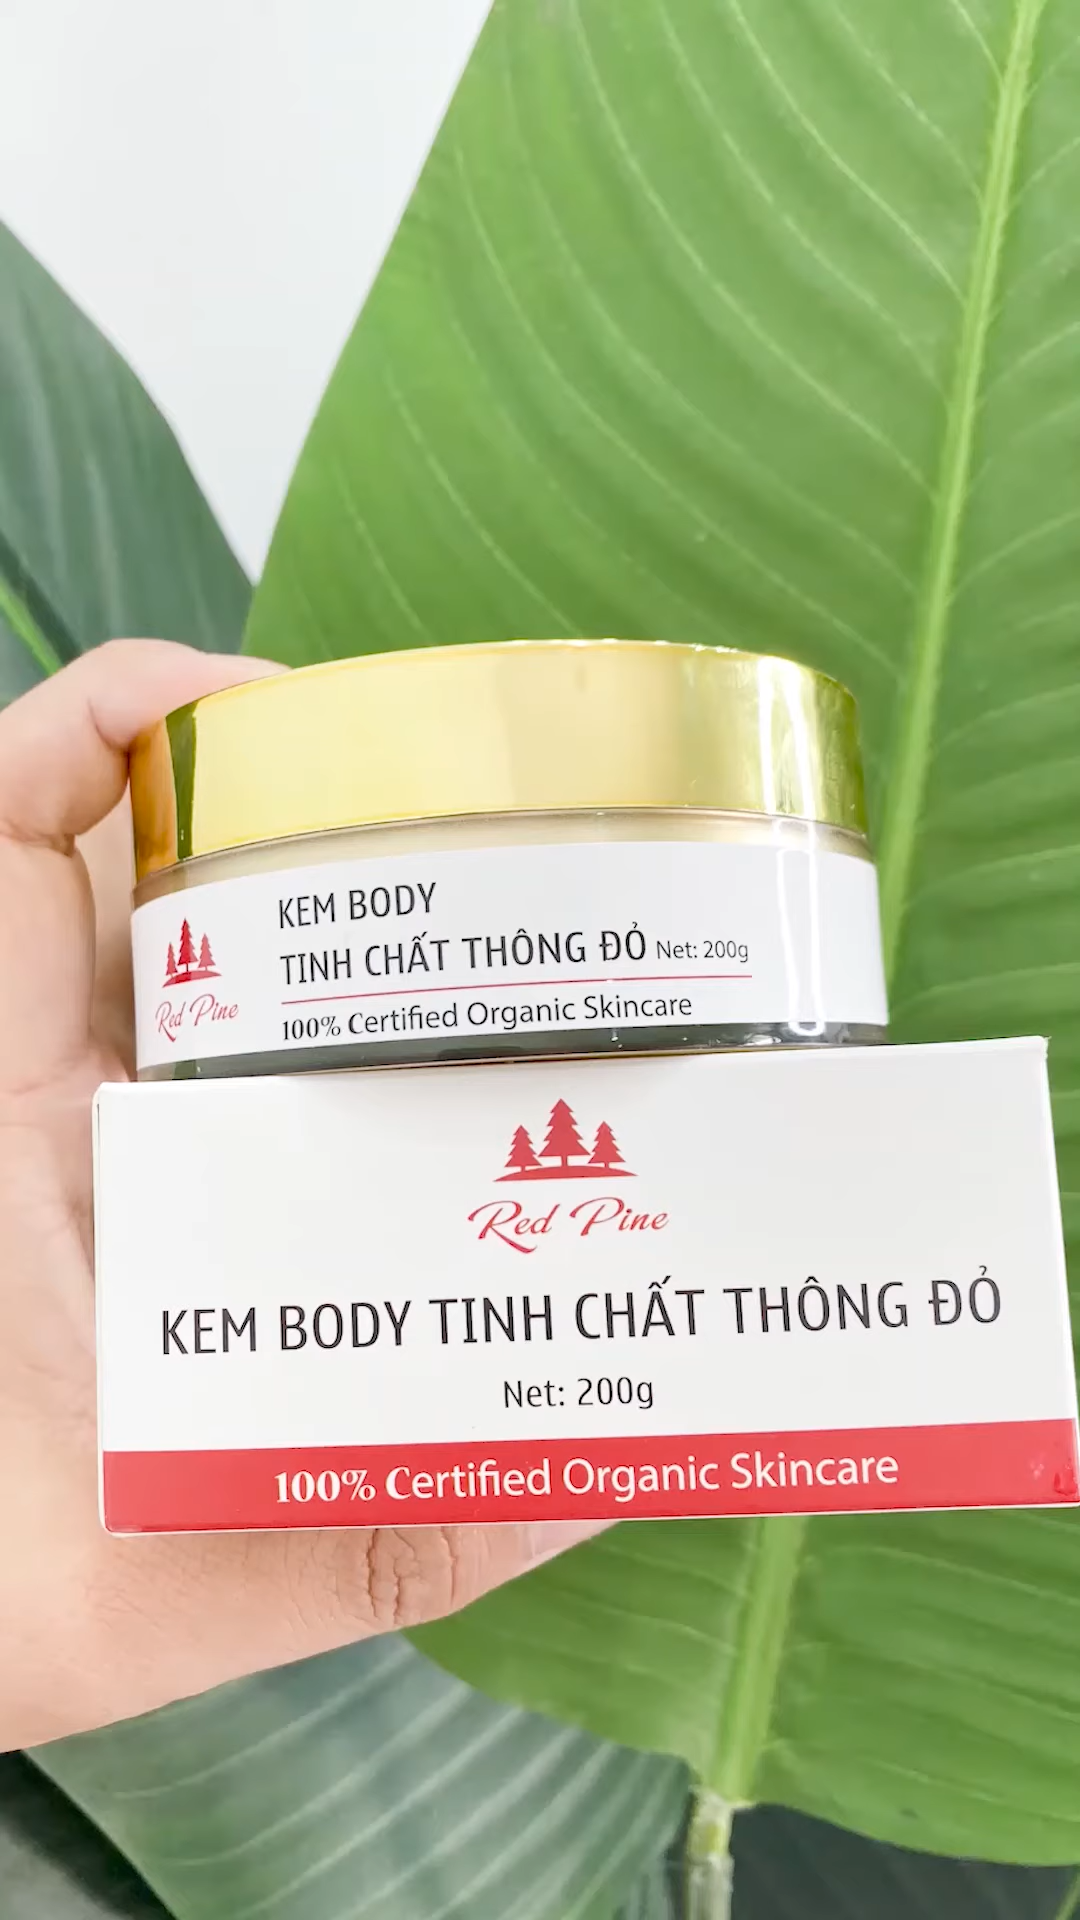 KEM BODY
TINH CHẤT THÔNG ĐỎ Net: 200g
Red Pine
100% Certified Organic Skincare
Red Pine
KEM BODY TINH CHẤT THÔNG ĐỎ
Net: 200g
100% Certified Organic Skincare